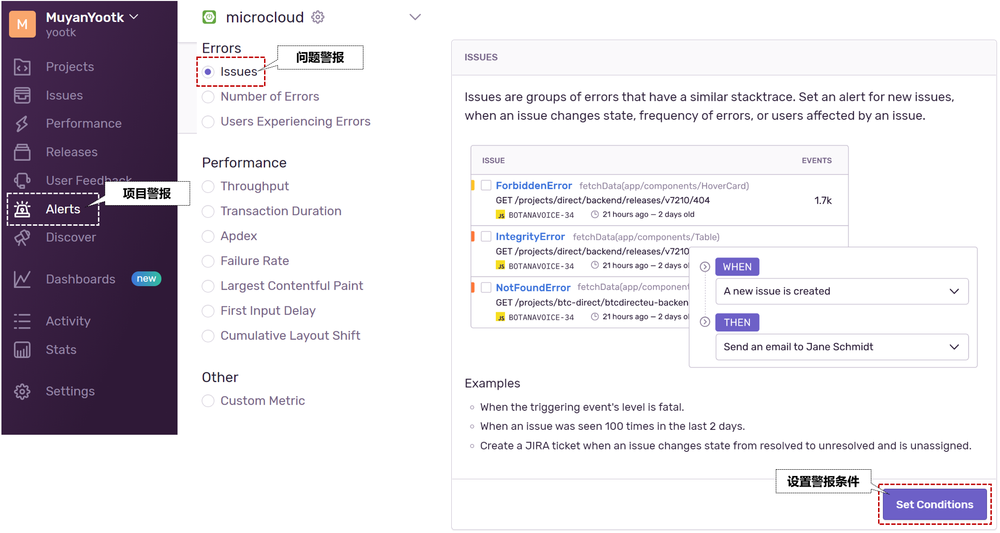 M
MuyanYootk
yootk
Projects
Issues
Performance
Releases
User Feedback
项目警报
Alerts
Discover
Dashboards new
Activity
Stats
Settings
microcloud
Errors
问题警报
Issues
Number of Errors
Users Experiencing Errors
Performance
Throughput
Transaction Duration
Apdex
Failure Rate
Largest Contentful Paint
First Input Delay
Cumulative Layout Shift
Other
Custom Metric
ISSUES
Issues are groups of errors that have a similar stacktrace. Set an alert for new issues,
when an issue changes state, frequency of errors, or users affected by an issue.
ISSUE EVENTS
ForbiddenError fetchData(app/components/HoverCard)
GET /projects/direct/backend/releases/v7210/404 1.7k
JS BOTANAVOICE-34 21 hours ago – 2 days old
IntegrityError fetchData(app/components/Table)
GET /projects/direct/backend/releases/v7210
JS BOTANAVOICE-34 21 hours ago – 2 days ol
NotFoundError fetchData(app/component
GET /projects/btc-direct/btcdirecteu-backen
JS BOTANAVOICE-34 21 hours ago – 2 days ol
WHEN
A new issue is created
THEN
Send an email to Jane Schmidt
Examples
When the triggering event's level is fatal.
When an issue was seen 100 times in the last 2 days.
Create a JIRA ticket when an issue changes state from resolved to unresolved and is unassigned.
设置警报条件
Set Conditions